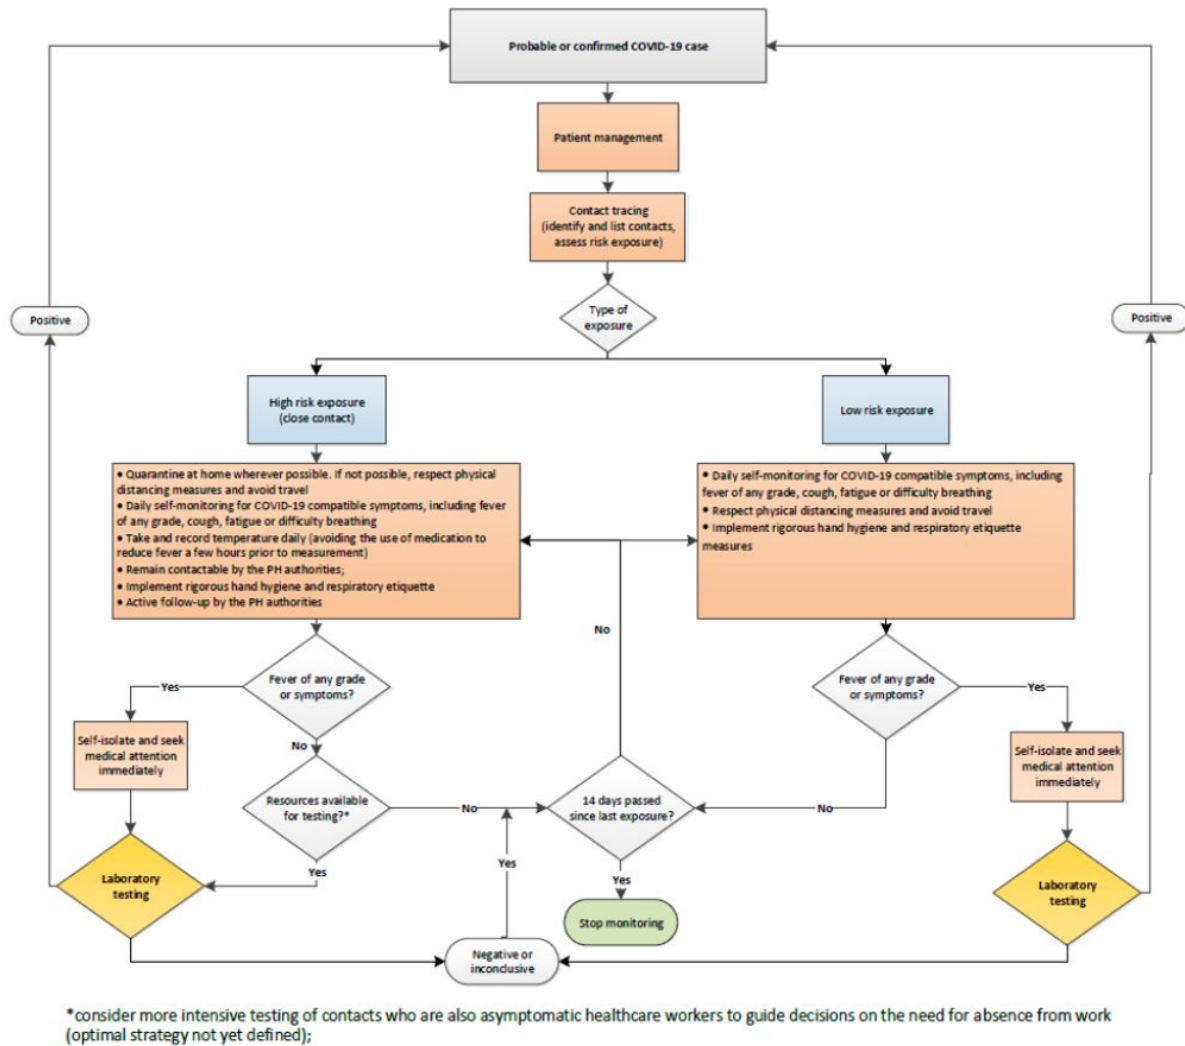 Probable or confirmed COVID-19 case
Patient management
Contact tracing
(identify and list contacts,
assess risk exposure)
Positive
Type of
exposure
Positive
High risk exposure
(close contact)
Low risk exposure
• Quarantine at home wherever possible. If not possible, respect physical
distancing measures and avoid travel
• Daily self-monitoring for COVID-19 compatible symptoms, including fever
of any grade, cough, fatigue or difficulty breathing
• Take and record temperature daily (avoiding the use of medication to
reduce fever a few hours prior to measurement)
• Remain contactable by the PH authorities;
• Implement rigorous hand hygiene and respiratory etiquette
• Active follow-up by the PH authorities
• Daily self-monitoring for COVID-19 compatible symptoms, including
fever of any grade, cough, fatigue or difficulty breathing
• Respect physical distancing measures and avoid travel
• Implement rigorous hand hygiene and respiratory etiquette
measures
No
Yes
Fever of any grade
or symptoms?
Fever of any grade
or symptoms?
Yes
Self-isolate and seek
medical attention
immediately
No
Self-isolate and seek
medical attention
immediately
Resources available
for testing?*
No
14 days passed
since last exposure?
No
Laboratory
testing
Yes
Yes
Yes
Laboratory
testing
Stop monitoring
Negative or
inconclusive
*consider more intensive testing of contacts who are also asymptomatic healthcare workers to guide decisions on the need for absence from work
(optimal strategy not yet defined);